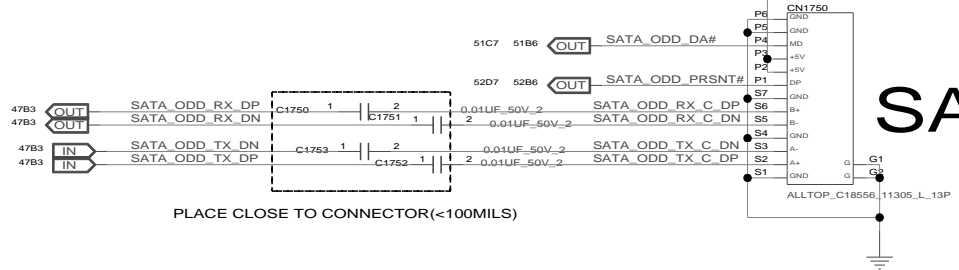 CN1750
P6 GND
P5 GND
51C7 51B6 OUT SATA_ODD_DA# P4 MD
P3 +5V
P2 +5V
52D7 52B6 OUT SATA_ODD_PRSNT# P1 DP
S7 GND
47B3 OUT SATA_ODD_RX_DP C1750 1 2 0.01UF_50V_2 SATA_ODD_RX_C_DP S6 B+
47B3 OUT SATA_ODD_RX_DN C1751 1 2 0.01UF_50V_2 SATA_ODD_RX_C_DN S5 B-
S4 GND
47B3 IN SATA_ODD_TX_DN C1753 1 2 0.01UF_50V_2 SATA_ODD_TX_C_DN S3 A-
47B3 IN SATA_ODD_TX_DP C1752 1 2 0.01UF_50V_2 SATA_ODD_TX_C_DP S2 A+ G G1
S1 GND G G2
ALLTOP_C18556_11305_L_13P
SA
PLACE CLOSE TO CONNECTOR(<100MILS)